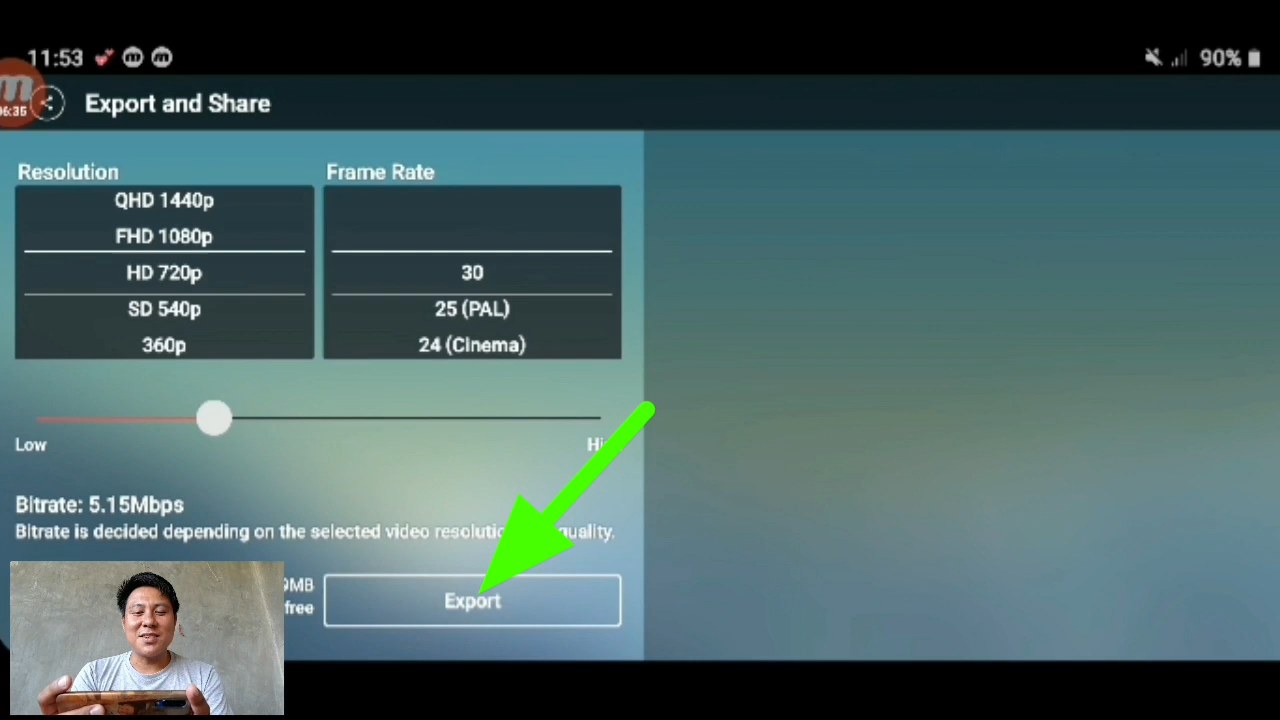 11:53
90%
06:35
Export and Share
Resolution
Frame Rate
QHD 1440p
FHD 1080p
HD 720p
SD 540p
360p
30
25 (PAL)
24 (Cinema)
Low
Bitrate: 5.15Mbps
Bitrate is decided depending on the selected video quality.
free
Export